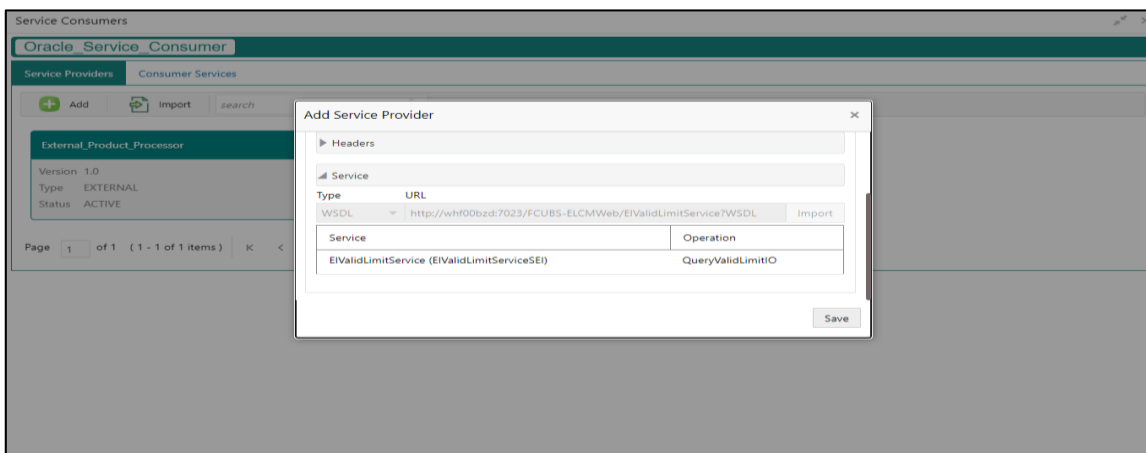 Service Consumers
Oracle_Service_Consumer
Service Providers Consumer Services
Add Import search
External_Product_Processor
Version 1.0
Type EXTERNAL
Status ACTIVE
Page 1 of 1 (1 - 1 of 1 items)
Add Service Provider
Headers
Service
Type URL
WSDL http://whf00bzd:7023/FCUBS-ELCMWeb/ElValidLimitService?WSDL Import
Service Operation
ElValidLimitService (ElValidLimitServiceSEI) QueryValidLimitIO
Save